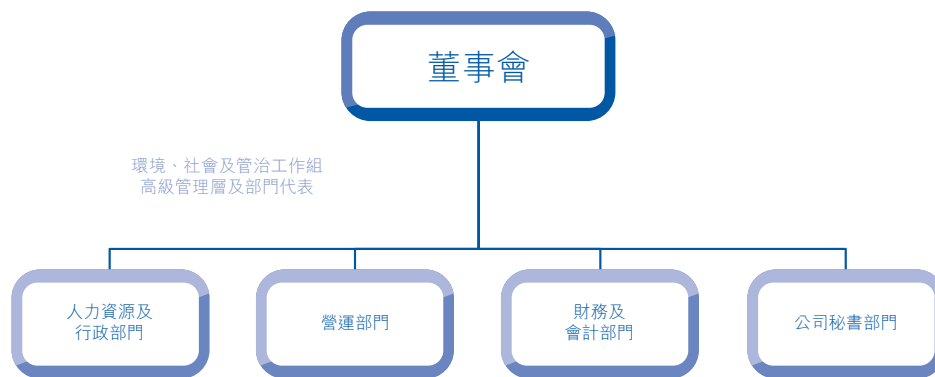 董事會
環境、社會及管治工作組
高級管理層及部門代表
人力資源及
行政部門
營運部門
財務及
會計部門
公司秘書部門